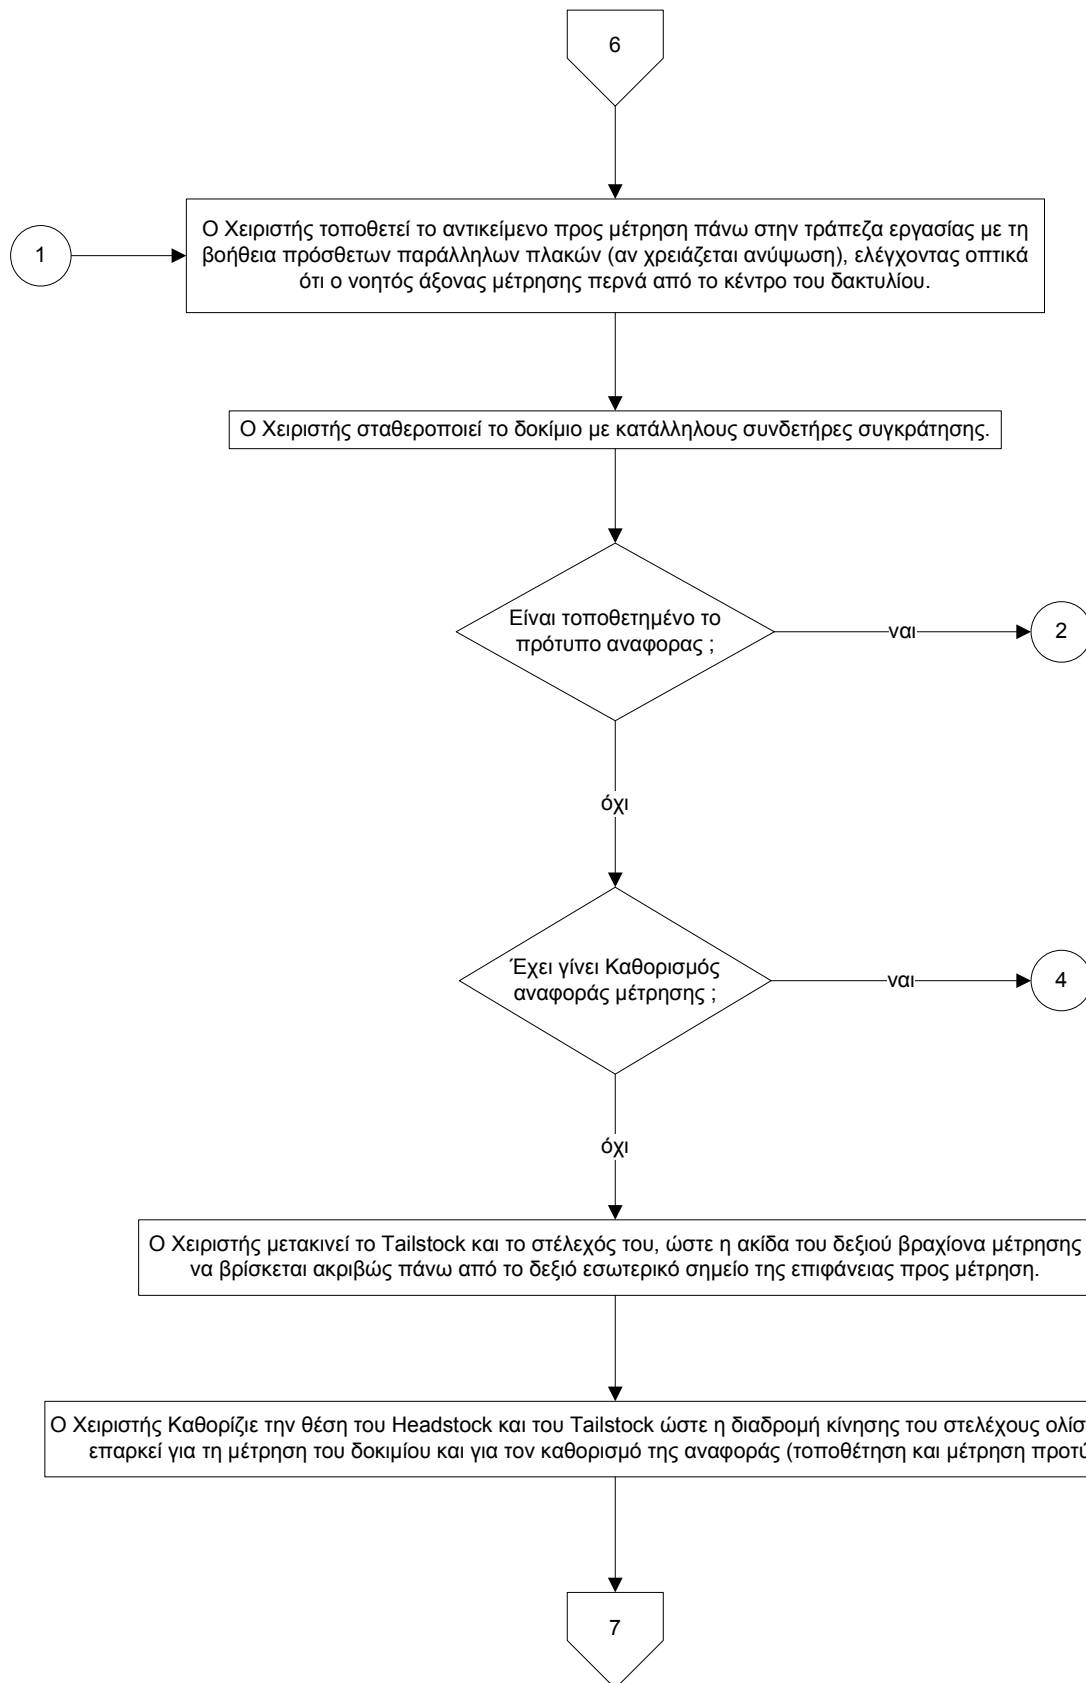 6
1
Ο Χειριστής τοποθετεί το αντικείμενο προς μέτρηση πάνω στην τράπεζα εργασίας με τη
βοήθεια πρόσθετων παράλληλων πλακών (αν χρειάζεται ανύψωση), ελέγχοντας οπτικά
ότι ο νοητός άξονας μέτρησης περνά από το κέντρο του δακτυλίου.
Ο Χειριστής σταθεροποιεί το δοκίμιο με κατάλληλους συνδετήρες συγκράτησης.
Είναι τοποθετημένο το
πρότυπο αναφορας ;
ναι
2
όχι
Έχει γίνει Καθορισμός
αναφοράς μέτρησης ;
ναι
4
όχι
Ο Χειριστής μετακινεί το Tailstock και το στέλεχός του, ώστε η ακίδα του δεξιού βραχίονα μέτρησης
να βρίσκεται ακριβώς πάνω από το δεξιό εσωτερικό σημείο της επιφάνειας προς μέτρηση.
Ο Χειριστής Καθορίζιε την θέση του Headstock και του Tailstock ώστε η διαδρομή κίνησης του στελέχους
επαρκεί για τη μέτρηση του δοκιμίου και για τον καθορισμό της αναφοράς (τοποθέτηση και μέτρηση
7